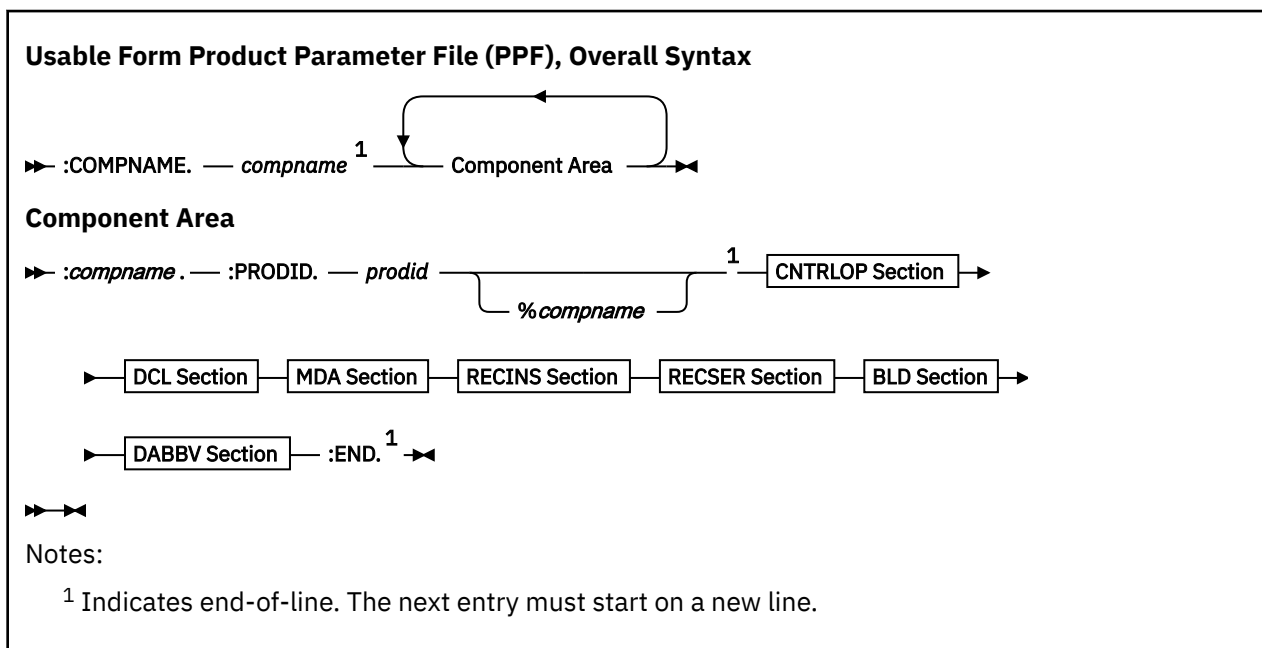 Usable Form Product Parameter File (PPF), Overall Syntax
:COMPNAME. compname 1 Component Area
Component Area
:compname . :PRODID. prodid 1 CNTRLOP Section
%compname
DCL Section MDA Section RECINS Section RECSER Section BLD Section
DABBV Section :END. 1
Notes:
1 Indicates end-of-line. The next entry must start on a new line.